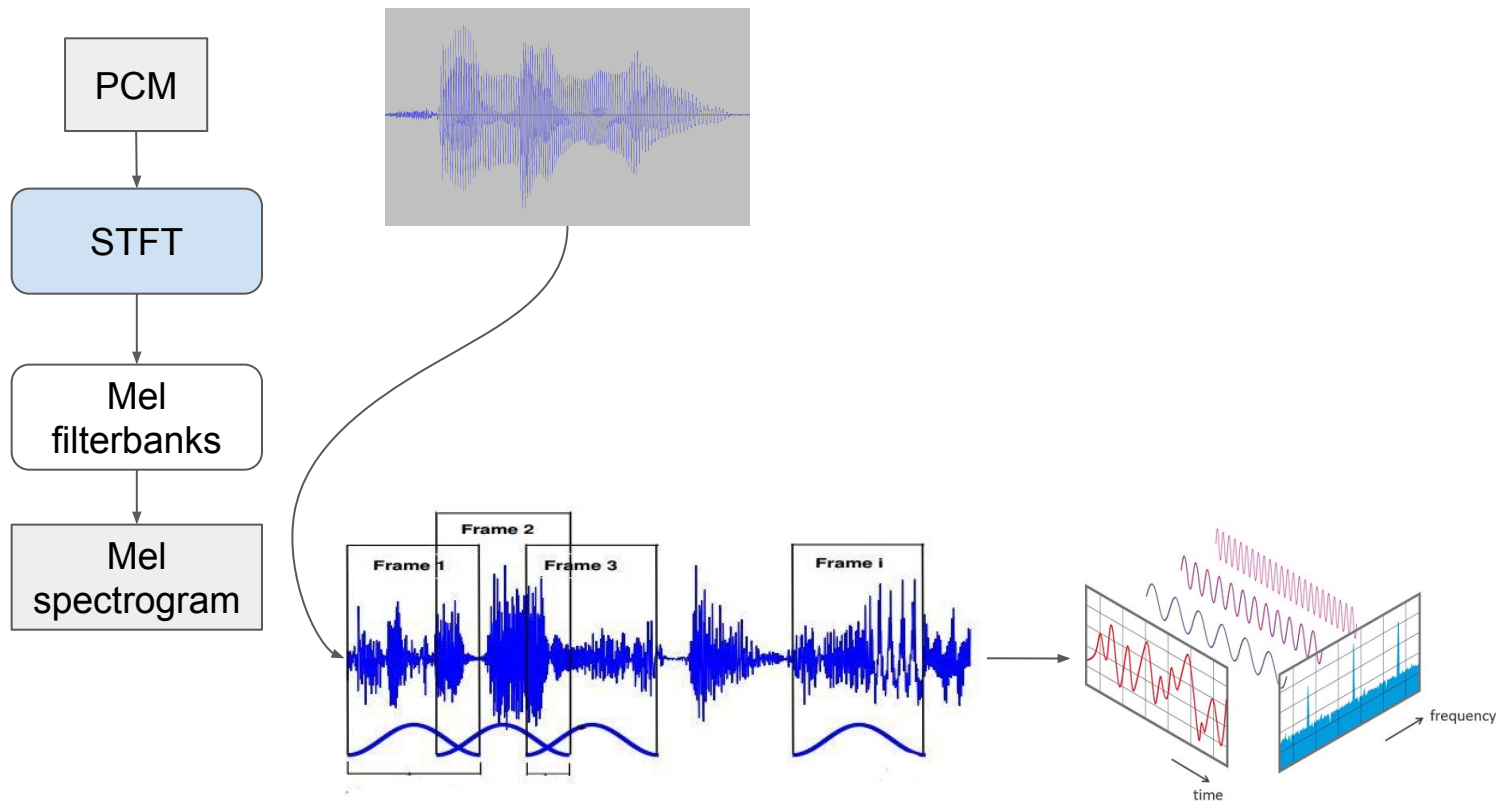 PCM
STFT
Mel
filterbanks
Mel
spectrogram
Frame 2
Frame 1
Frame 3
Frame i
frequency
time